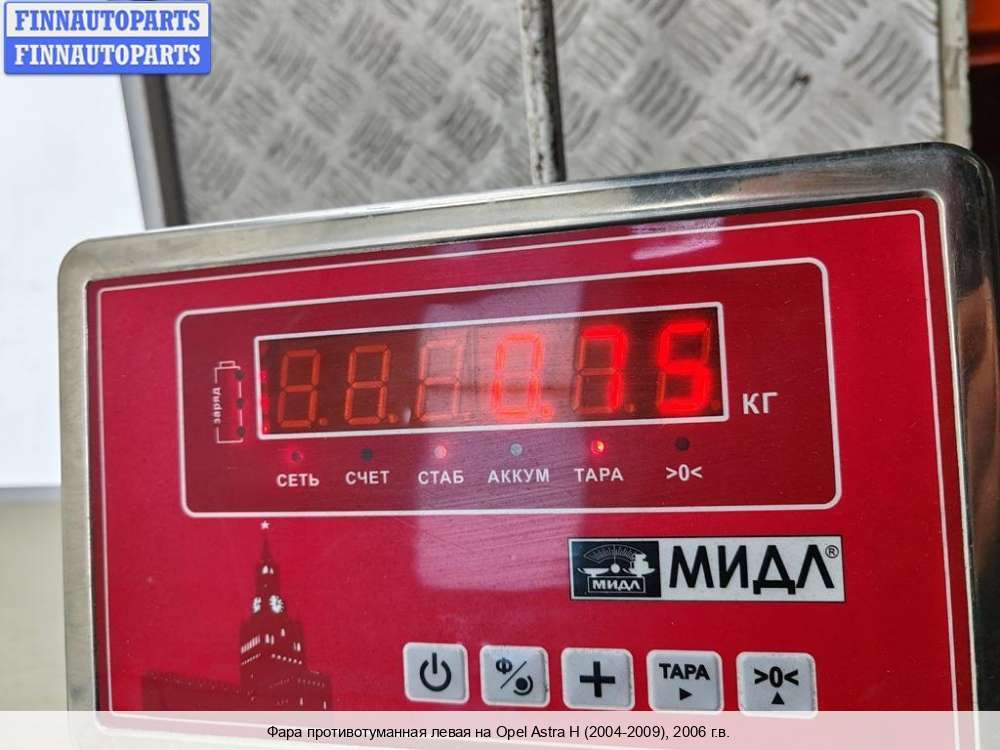 FINNAUTOPARTS
FINNAUTOPARTS
заряд
0.75
КГ
СЕТЬ СЧЕТ СТАБ АККУМ ТАРА >0<
МИДЛ МИДЛ®
Ф/ + ТАРА >0<
Фара противотуманная левая на Opel Astra H (2004-2009), 2006 г.в.